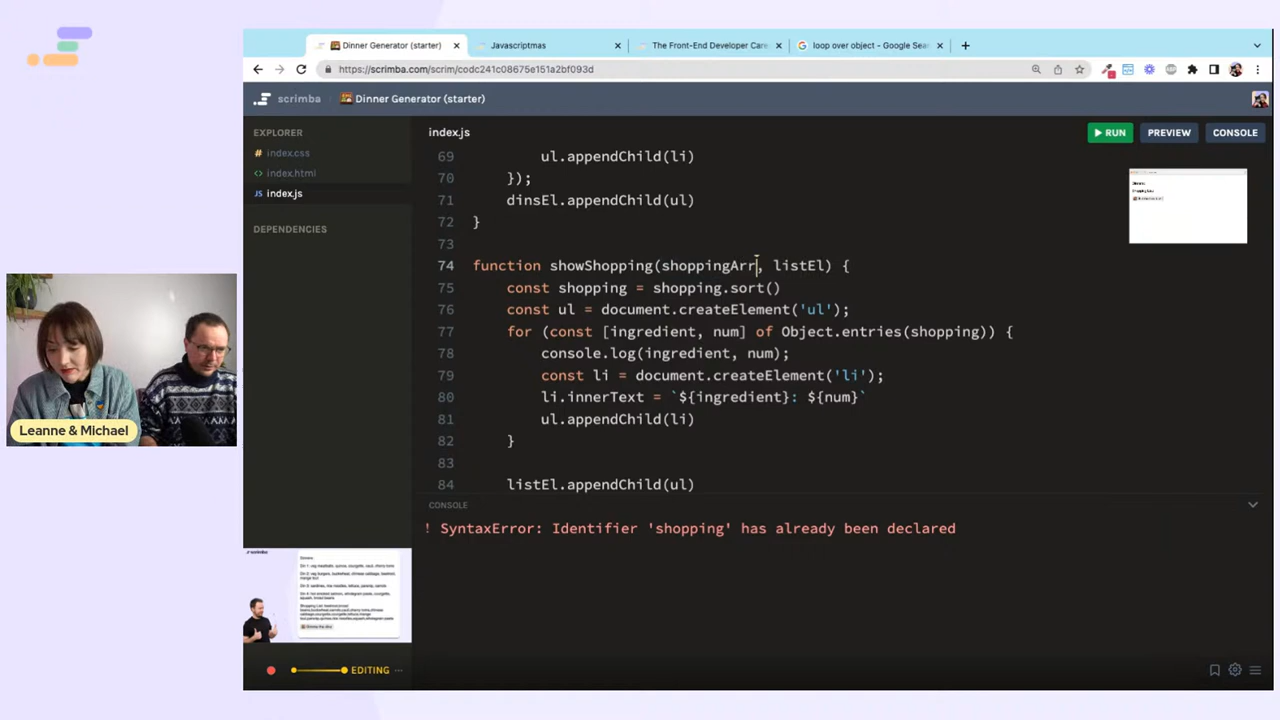 Dinner Generator (starter)
Javascriptmas
The Front-End Developer Care
loop over object - Google Sea
https://scrimba.com/scrim/codc241c08675e151a2bf093d
scrimba / Dinner Generator (starter)
EXPLORER
index.css
index.html
JS index.js
DEPENDENCIES
index.js
RUN
PREVIEW
CONSOLE
69 ul.appendChild(li)
70 });
71 dinsEl.appendChild(ul)
72 }
73
74 function showShopping(shoppingArr, listEl) {
75 const shopping = shopping.sort()
76 const ul = document.createElement('ul');
77 for (const [ingredient, num] of Object.entries(shopping)) {
78 console.log(ingredient, num);
79 const li = document.createElement('li');
80 li.innerText = `${ingredient}: ${num}`
81 ul.appendChild(li)
82 }
83
84 listEl.appendChild(ul)
CONSOLE
! SyntaxError: Identifier 'shopping' has already been declared
Leanne & Michael
EDITING